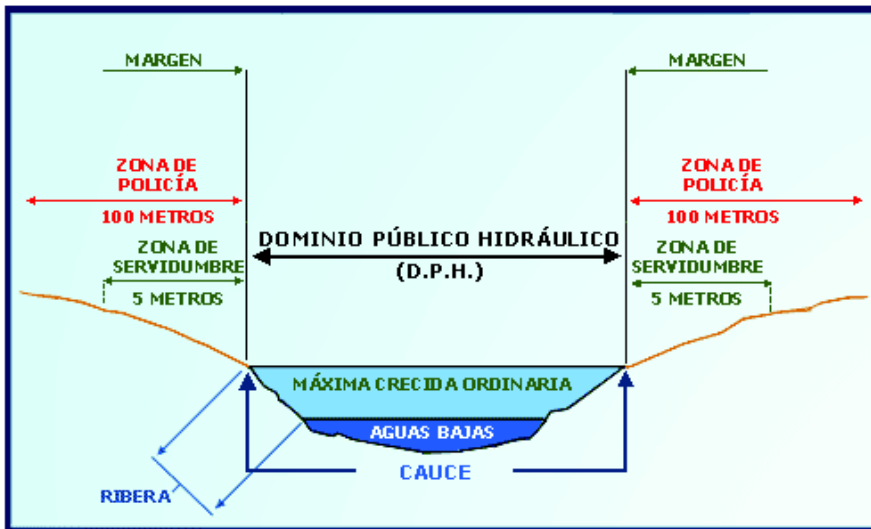 MARGEN
MARGEN
ZONA DE
POLICÍA
100 METROS
ZONA DE
POLICÍA
100 METROS
DOMINIO PÚBLICO HIDRÁULICO
(D.P.H.)
ZONA DE
SERVIDUMBRE
5 METROS
ZONA DE
SERVIDUMBRE
5 METROS
MÁXIMA CRECIDA ORDINARIA
AGUAS BAJAS
CAUCE
RIBERA